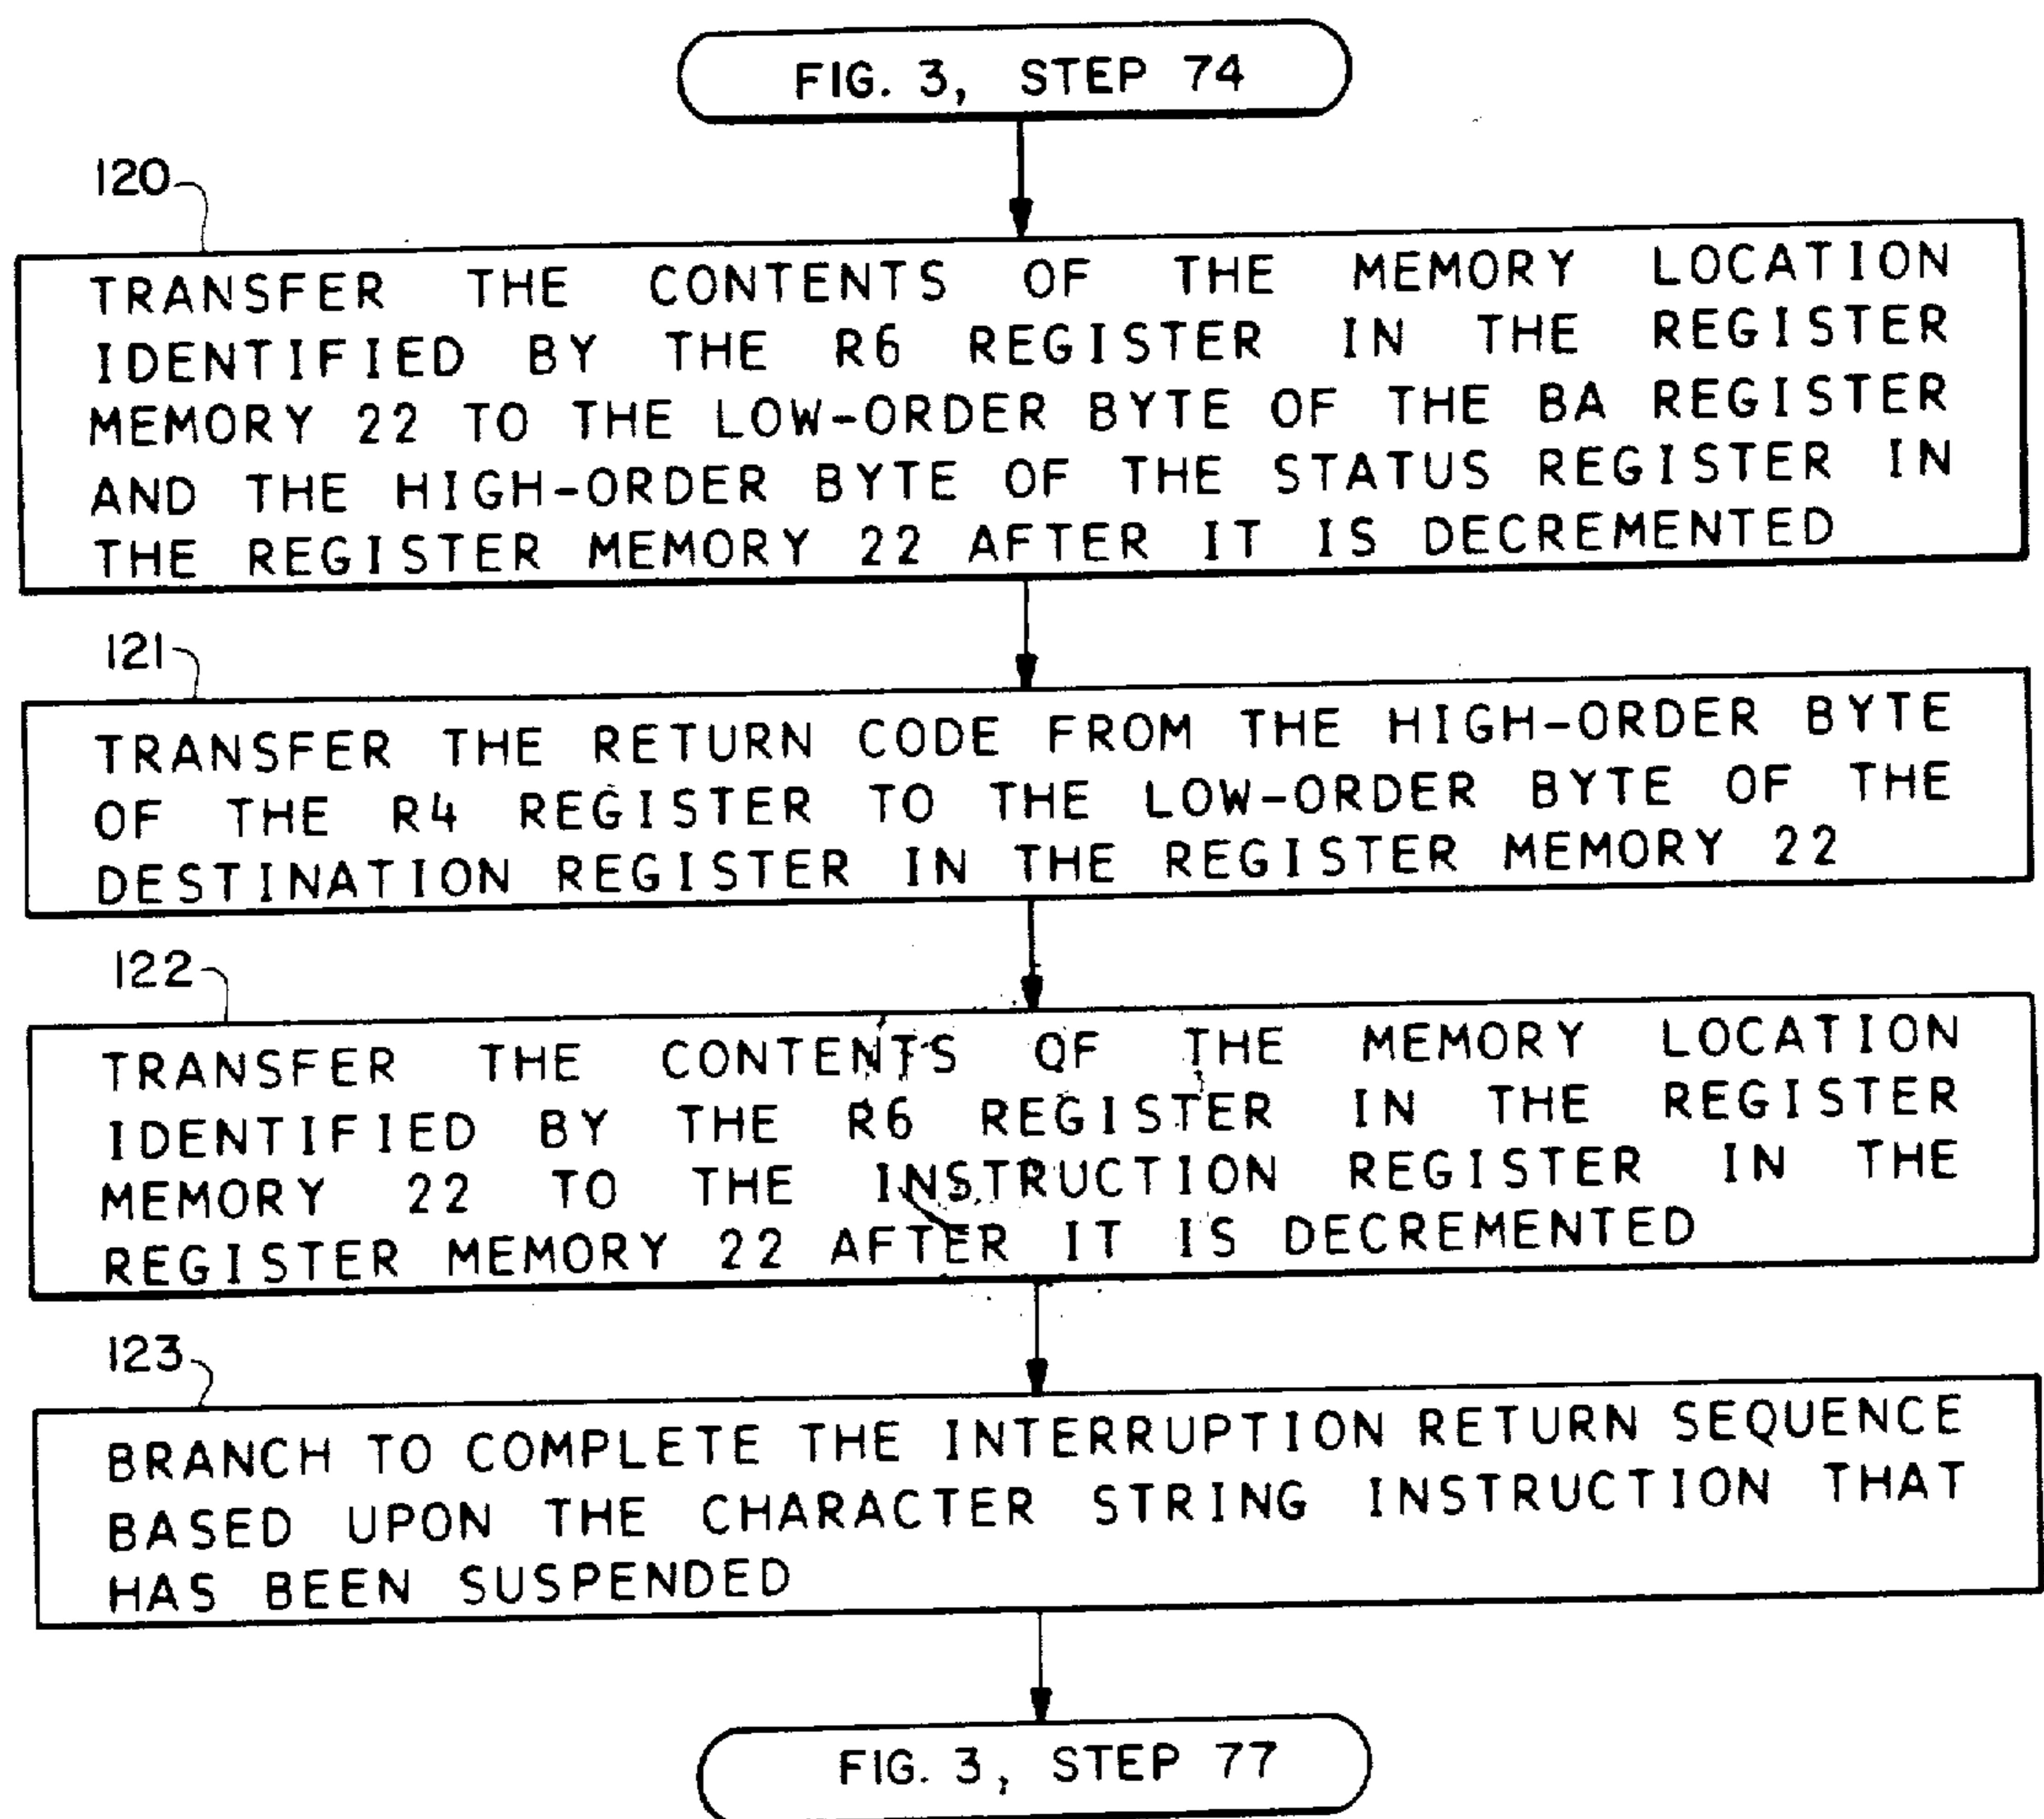 FIG. 3, STEP 74
120
TRANSFER THE CONTENTS OF THE MEMORY LOCATION
IDENTIFIED BY THE R6 REGISTER IN THE REGISTER
MEMORY 22 TO THE LOW-ORDER BYTE OF THE BA REGISTER
AND THE HIGH-ORDER BYTE OF THE STATUS REGISTER IN
THE REGISTER MEMORY 22 AFTER IT IS DECREMENTED
121
TRANSFER THE RETURN CODE FROM THE HIGH-ORDER BYTE
OF THE R4 REGISTER TO THE LOW-ORDER BYTE OF THE
DESTINATION REGISTER IN THE REGISTER MEMORY 22
122
TRANSFER THE CONTENTS OF THE MEMORY LOCATION
IDENTIFIED BY THE R6 REGISTER IN THE REGISTER
MEMORY 22 TO THE INSTRUCTION REGISTER IN THE
REGISTER MEMORY 22 AFTER IT IS DECREMENTED
123
BRANCH TO COMPLETE THE INTERRUPTION RETURN SEQUENCE
BASED UPON THE CHARACTER STRING INSTRUCTION THAT
HAS BEEN SUSPENDED
FIG. 3, STEP 77